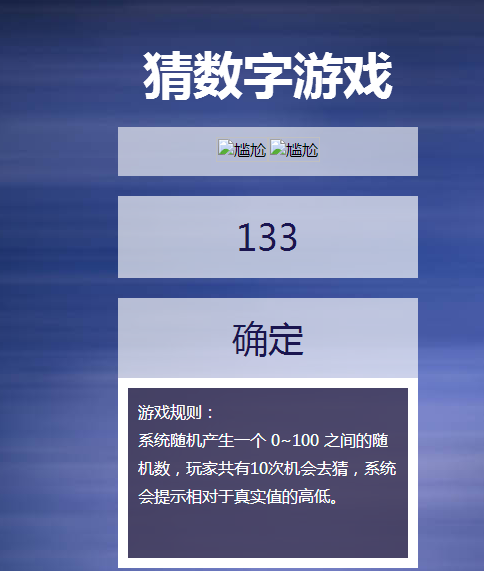 猜数字游戏
尴尬 尴尬
133
确定
游戏规则：
系统随机产生一个 0~100 之间的随
机数，玩家共有10次机会去猜，系统
会提示相对于真实值的高低。